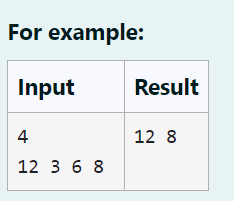 For example:
Input Result
4 12 8
12 3 6 8